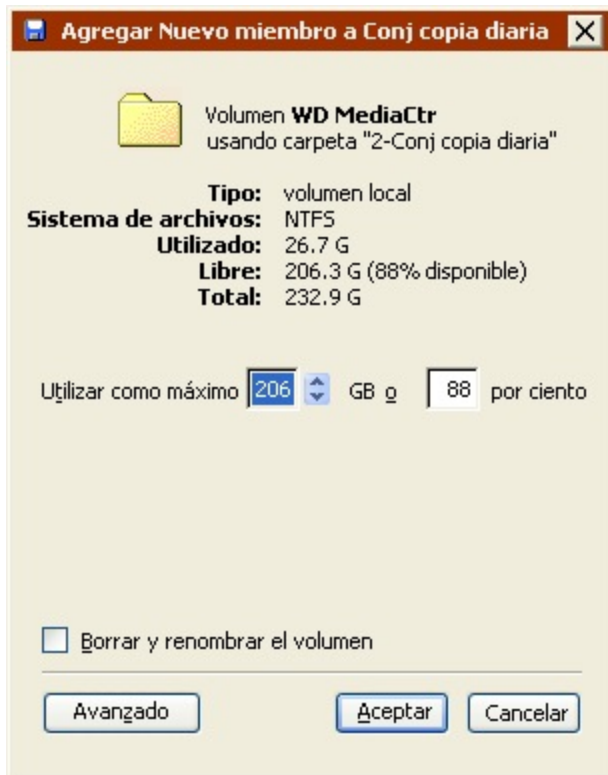 Agregar Nuevo miembro a Conj copia diaria
Volumen WD MediaCtr
usando carpeta "2-Conj copia diaria"
Tipo: volumen local
Sistema de archivos: NTFS
Utilizado: 26.7 G
Libre: 206.3 G (88% disponible)
Total: 232.9 G
Utilizar como máximo 206 GB o 88 por ciento
Borrar y renombrar el volumen
Avanzado Aceptar Cancelar